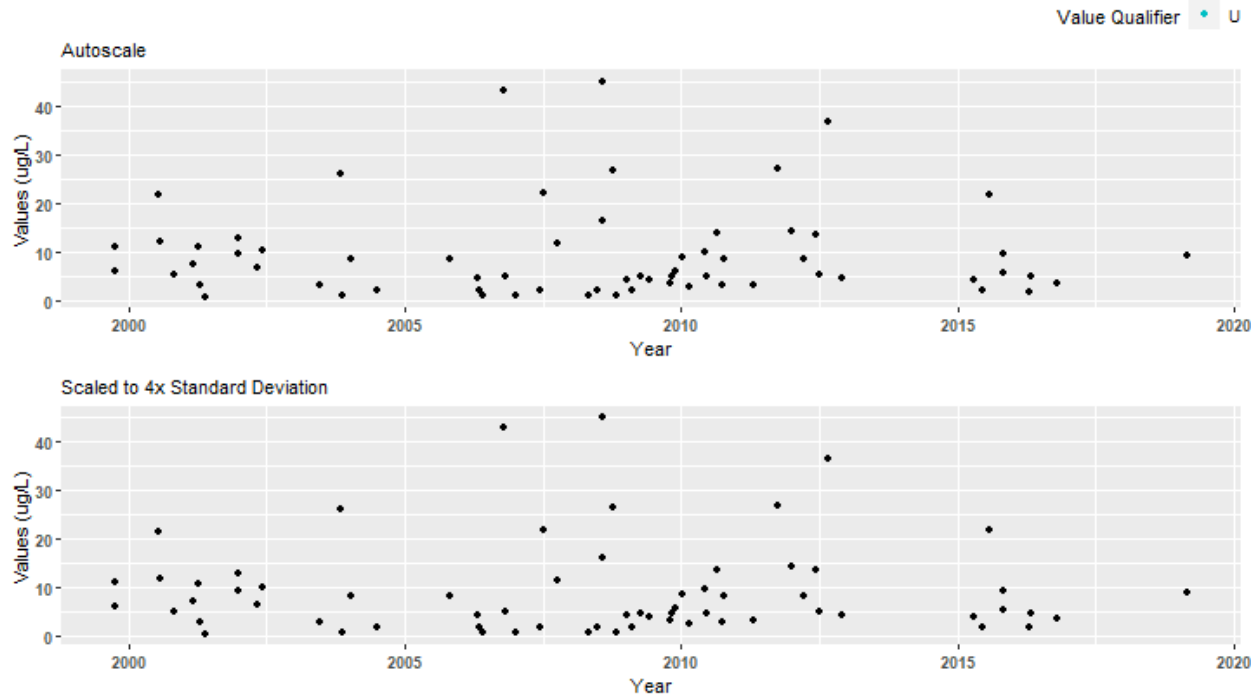 Value Qualifier U
Autoscale
Values (ug/L)
40
30
20
10
0
2000 2005 2010 2015 2020
Year
Scaled to 4x Standard Deviation
Values (ug/L)
40
30
20
10
0
2000 2005 2010 2015 2020
Year